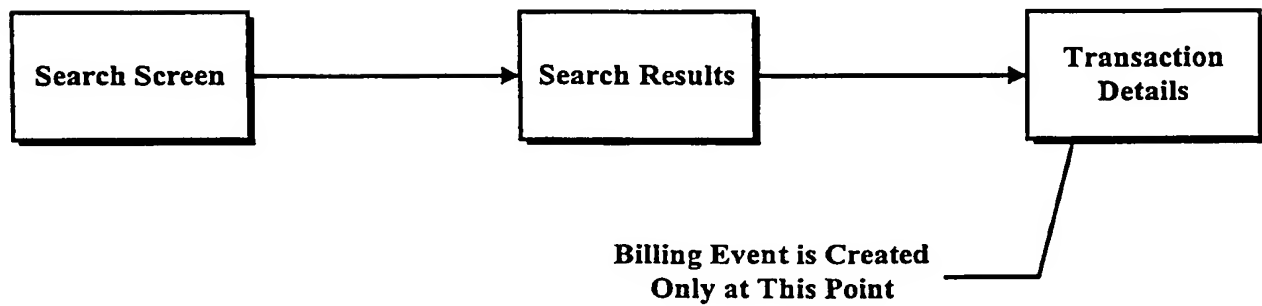 Search Screen
Search Results
Transaction
Details
Billing Event is Created
Only at This Point